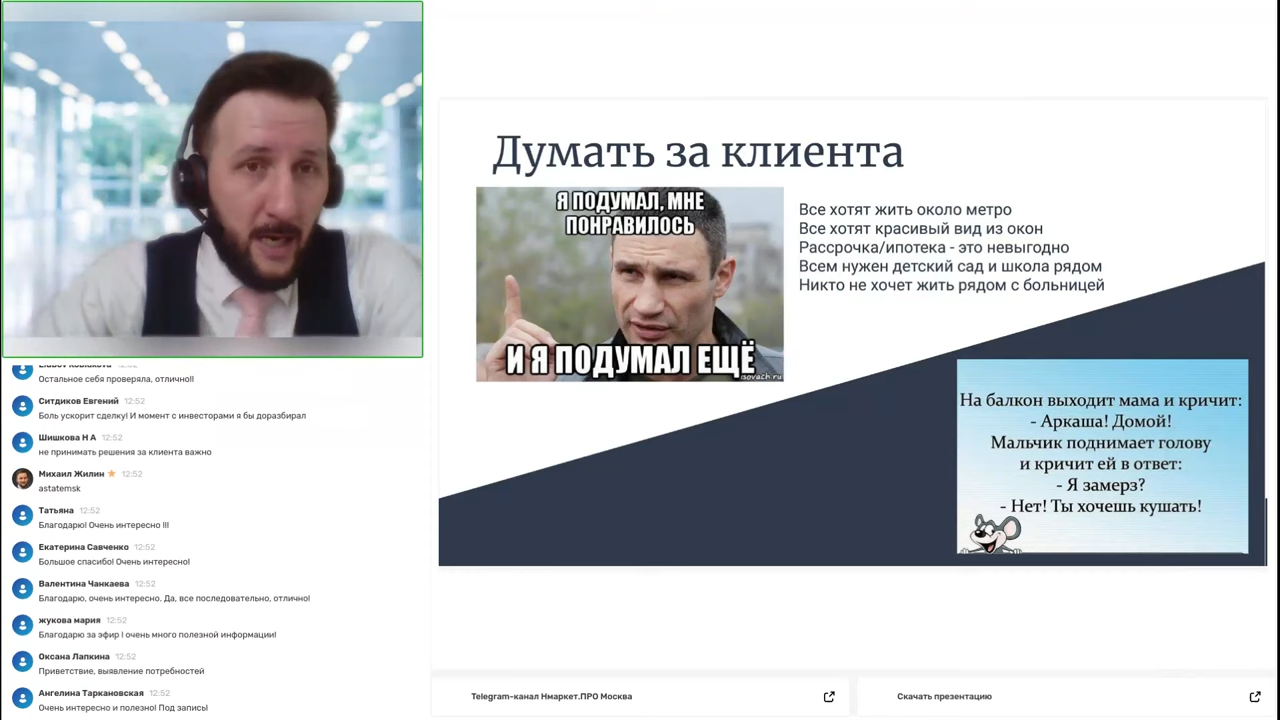 Думать за клиента
Я ПОДУМАЛ, МНЕ
ПОНРАВИЛОСЬ
И Я ПОДУМАЛ ЕЩЁ
isovach.ru
Все хотят жить около метро
Все хотят красивый вид из окон
Рассрочка/ипотека - это невыгодно
Всем нужен детский сад и школа рядом
Никто не хочет жить рядом с больницей
На балкон выходит мама и кричит:
- Аркаша! Домой!
Мальчик поднимает голову
и кричит ей в ответ:
- Я замерз?
- Нет! Ты хочешь кушать!
12:52
Остальное себя проверяла, отлично!!
Ситдиков Евгений 12:52
Боль ускорит сделку! И момент с инвесторами я бы доразбирал
Шишкова Н А 12:52
не принимать решения за клиента важно
Михаил Жилин 12:52
astatemsk
Татьяна 12:52
Благодарю! Очень интересно !!!
Екатерина Савченко 12:52
Большое спасибо! Очень интересно!
Валентина Чанкаева 12:52
Благодарю, очень интересно. Да, все последовательно, отлично!
жукова мария 12:52
Благодарю за эфир ! очень много полезной информации!
Оксана Лапкина 12:52
Приветствие, выявление потребностей
Ангелина Таркановская 12:52
Очень интересно и полезно! Под запись!
Telegram-канал Нмаркет.ПРО Москва
Скачать презентацию